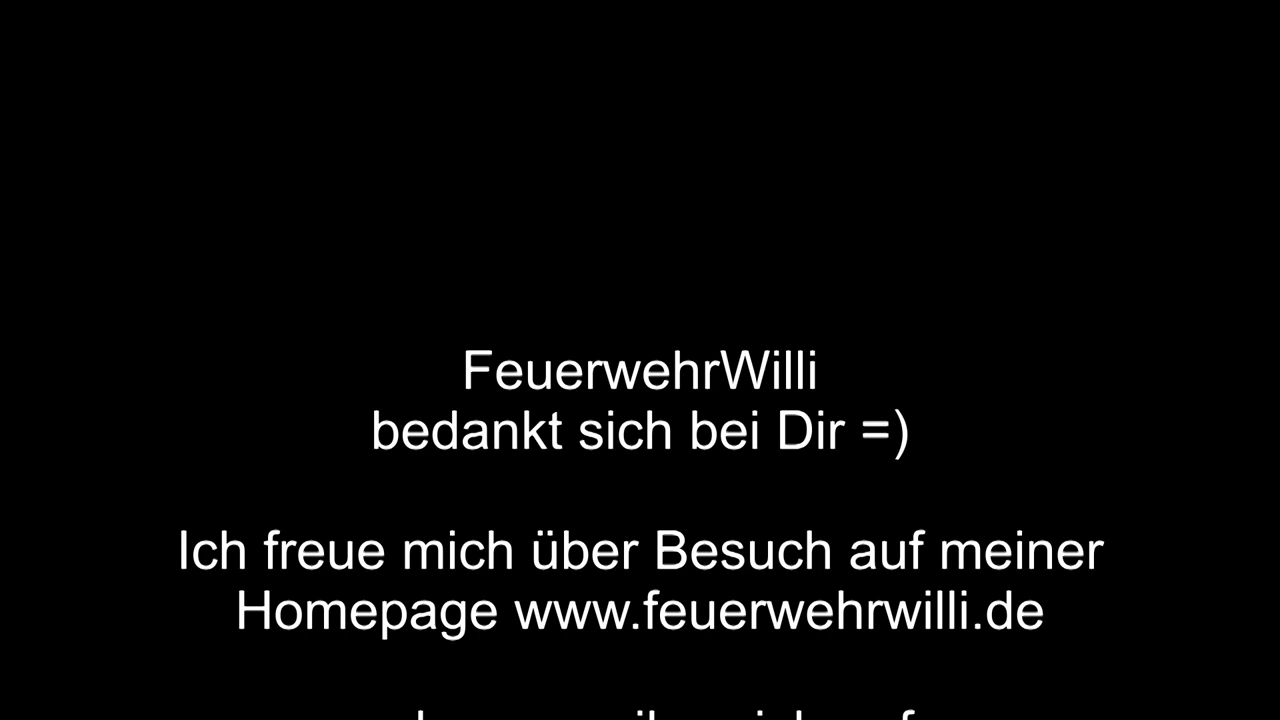 FeuerwehrWilli
bedankt sich bei Dir =)
Ich freue mich über Besuch auf meiner
Homepage www.feuerwehrwilli.de